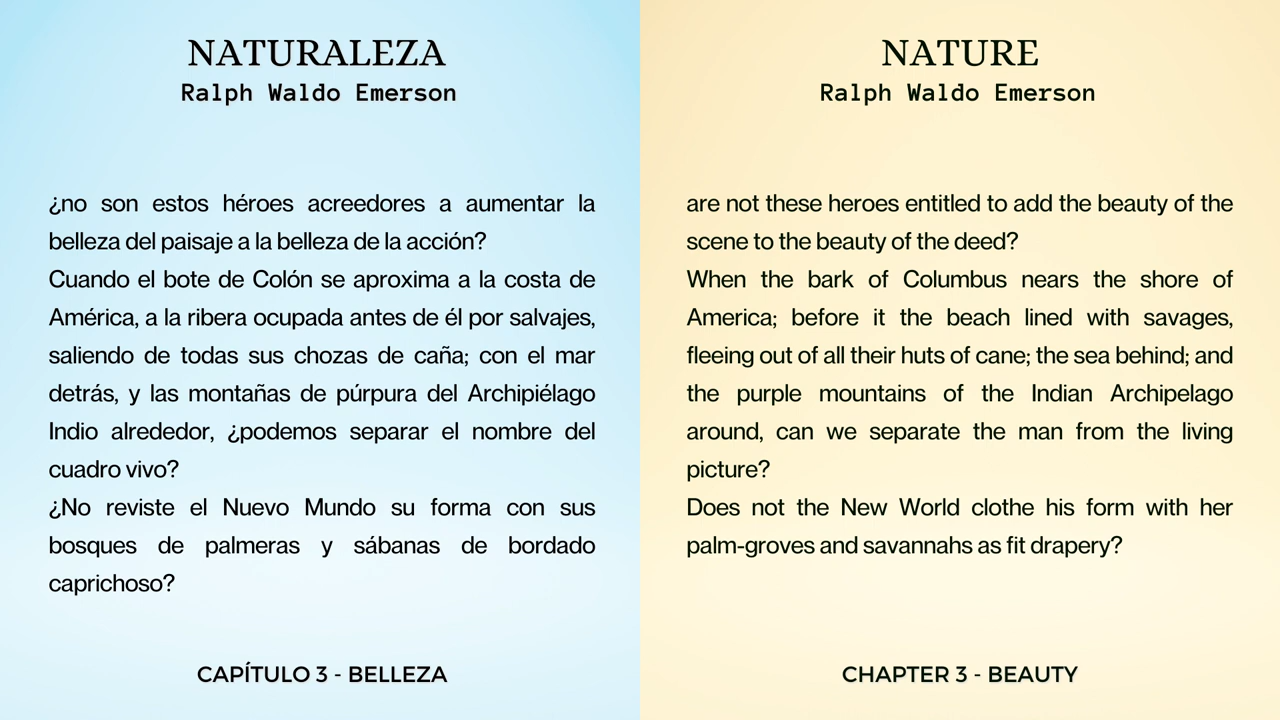 NATURALEZA
Ralph Waldo Emerson
¿no son estos héroes acreedores a aumentar la
belleza del paisaje a la belleza de la acción?
Cuando el bote de Colón se aproxima a la costa de
América, a la ribera ocupada antes de él por salvajes,
saliendo de todas sus chozas de caña; con el mar
detrás, y las montañas de púrpura del Archipiélago
Indio alrededor, ¿podemos separar el nombre del
cuadro vivo?
¿No reviste el Nuevo Mundo su forma con sus
bosques de palmeras y sábanas de bordado
caprichoso?
CAPÍTULO 3 - BELLEZA
NATURE
Ralph Waldo Emerson
are not these heroes entitled to add the beauty of the
scene to the beauty of the deed?
When the bark of Columbus nears the shore of
America; before it the beach lined with savages,
fleeing out of all their huts of cane; the sea behind; and
the purple mountains of the Indian Archipelago
around, can we separate the man from the living
picture?
Does not the New World clothe his form with her
palm-groves and savannahs as fit drapery?
CHAPTER 3 - BEAUTY